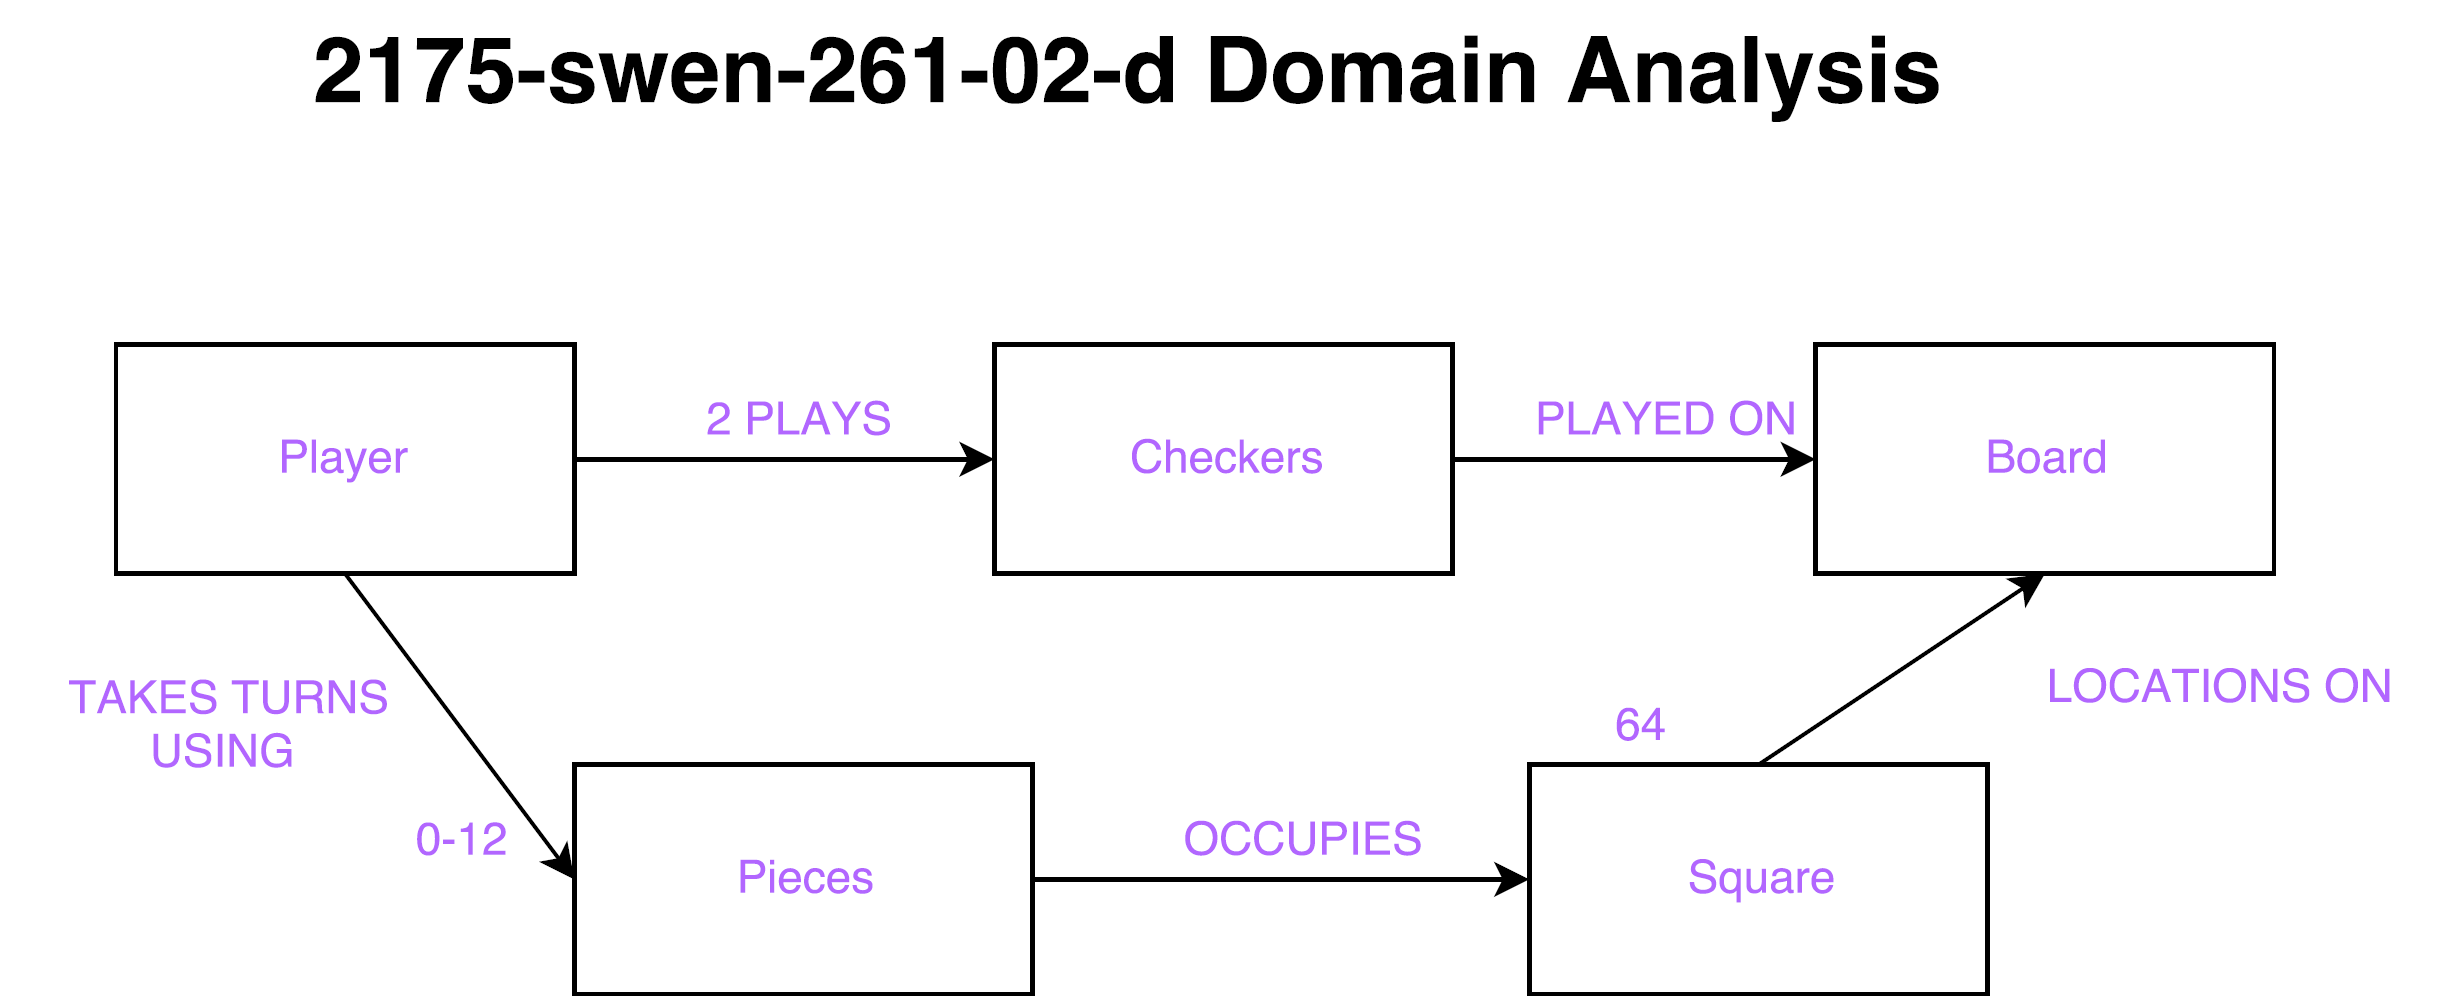 2175-swen-261-02-d Domain Analysis
2 PLAYS
PLAYED ON
Player
Checkers
Board
TAKES TURNS
USING
LOCATIONS ON
64
0-12
OCCUPIES
Pieces
Square